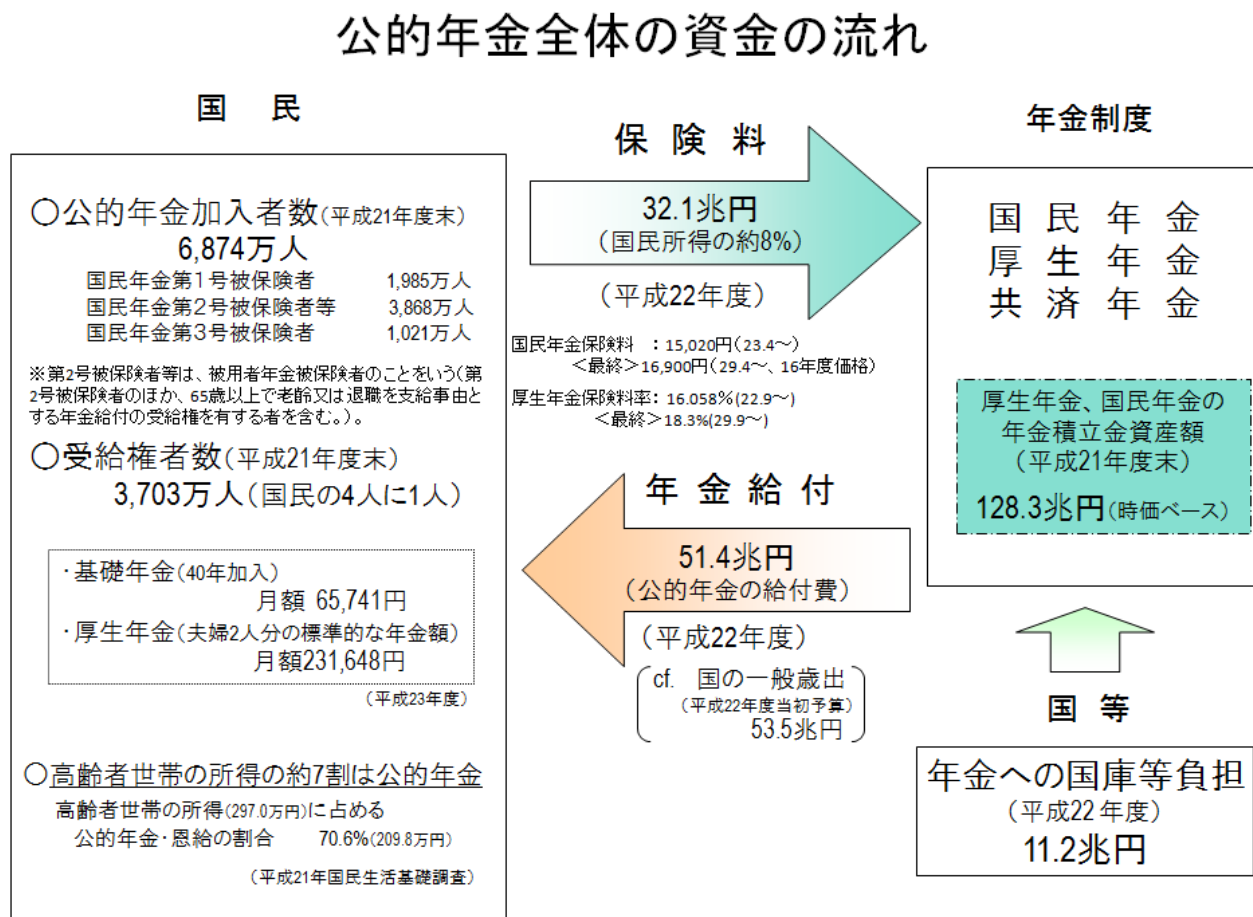 公的年金全体の資金の流れ
国民
〇公的年金加入者数(平成21年度末)
6,874万人
国民年金第1号被保険者 1,985万人
国民年金第2号被保険者等 3,868万人
国民年金第3号被保険者 1,021万人
※第2号被保険者等は、被用者年金被保険者のことをいう(第
2号被保険者のほか、65歳以上で老齢又は退職を支給事由と
する年金給付の受給権を有する者を含む。)。
〇受給権者数(平成21年度末)
3,703万人(国民の4人に1人)
・基礎年金(40年加入)
月額 65,741円
・厚生年金(夫婦2人分の標準的な年金額)
月額231,648円
(平成23年度)
〇高齢者世帯の所得の約7割は公的年金
高齢者世帯の所得(297.0万円)に占める
公的年金・恩給の割合 70.6%(209.8万円)
(平成21年国民生活基礎調査)
保険料
32.1兆円
(国民所得の約8%)
(平成22年度)
国民年金保険料 :15,020円(23.4~)
<最終>16,900円(29.4~、16年度価格)
厚生年金保険料率:16.058%(22.9~)
<最終>18.3%(29.9~)
年金給付
51.4兆円
(公的年金の給付費)
(平成22年度)
cf. 国の一般歳出
(平成22年度当初予算)
53.5兆円
年金制度
国民年金
厚生年金
共済年金
厚生年金、国民年金の
年金積立金資産額
(平成21年度末)
128.3兆円(時価ベース)
国等
年金への国庫等負担
(平成22年度)
11.2兆円